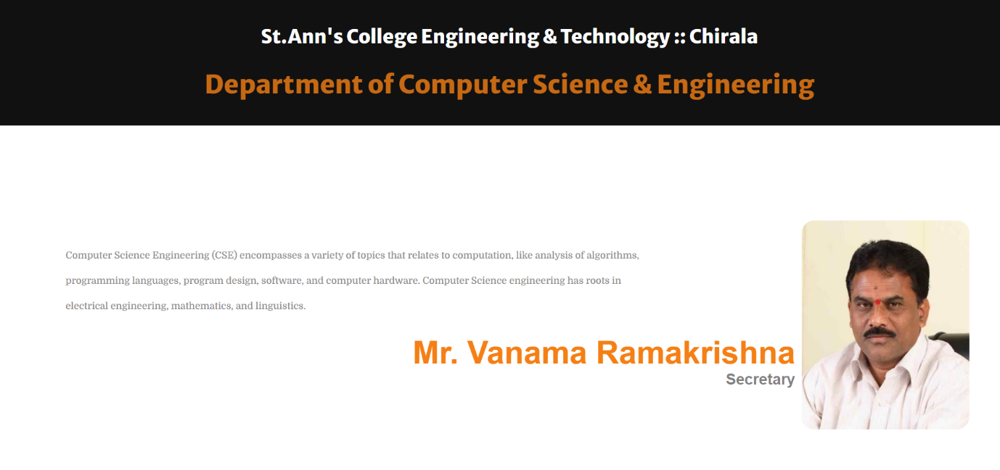 St.Ann's College Engineering & Technology :: Chirala
Department of Computer Science & Engineering
Computer Science Engineering (CSE) encompasses a variety of topics that relates to computation, like analysis of algorithms,
programming languages, program design, software, and computer hardware. Computer Science engineering has roots in
electrical engineering, mathematics, and linguistics.
Mr. Vanama Ramakrishna
Secretary